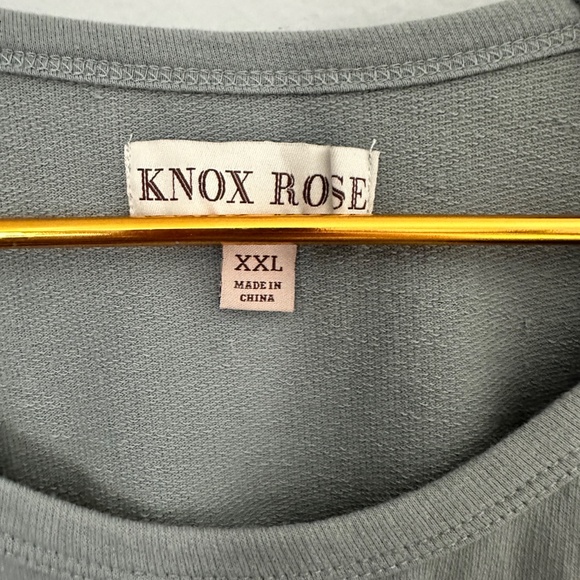 KNOX ROSE
XXL
MADE IN
CHINA